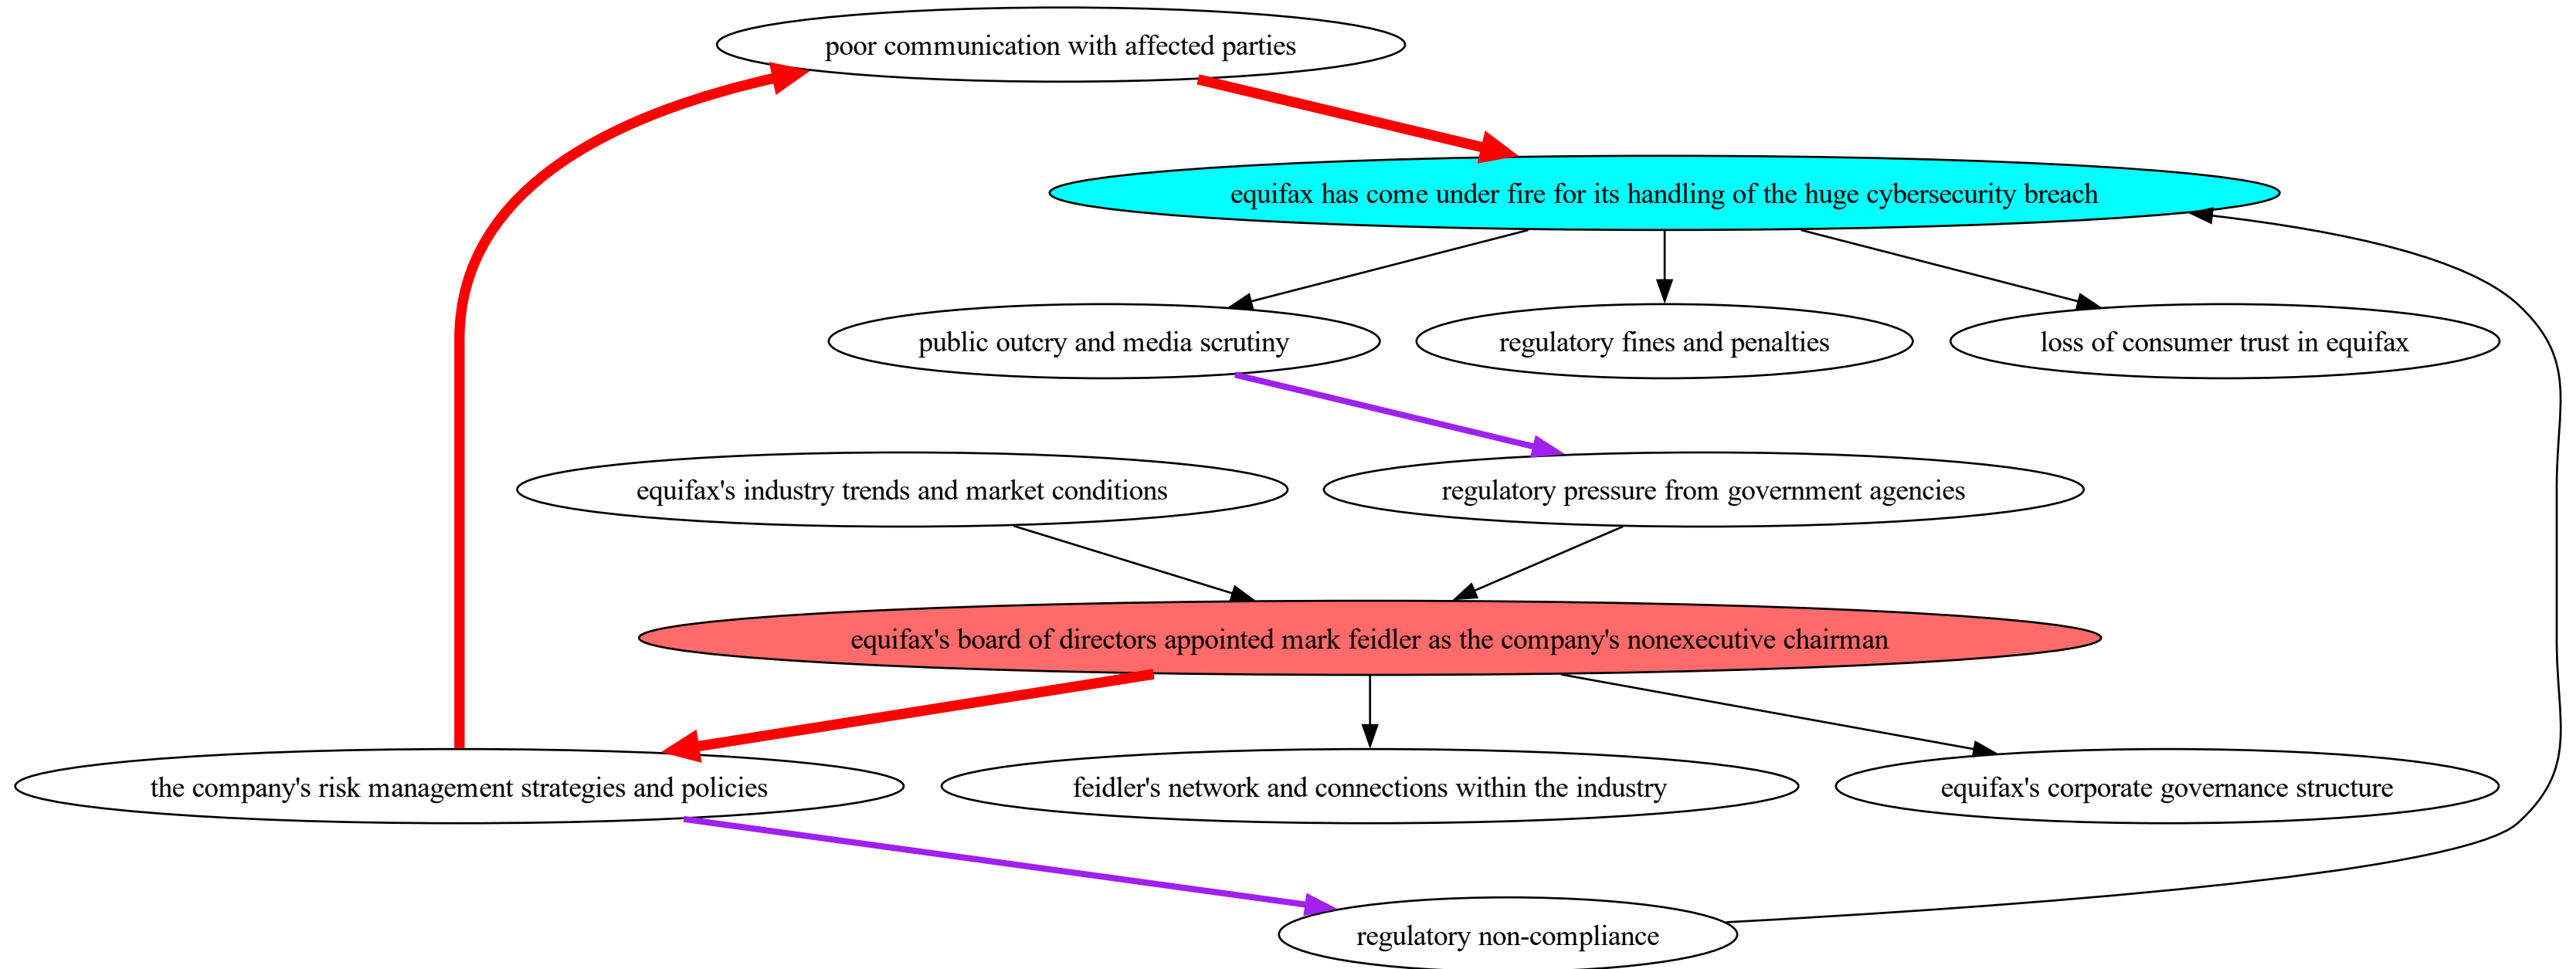 poor communication with affected parties
equifax has come under fire for its handling of the huge cybersecurity breach
public outcry and media scrutiny
regulatory fines and penalties
loss of consumer trust in equifax
equifax's industry trends and market conditions
regulatory pressure from government agencies
equifax's board of directors appointed mark feidler as the company's nonexecutive chairman
the company's risk management strategies and policies
feidler's network and connections within the industry
equifax's corporate governance structure
regulatory non-compliance